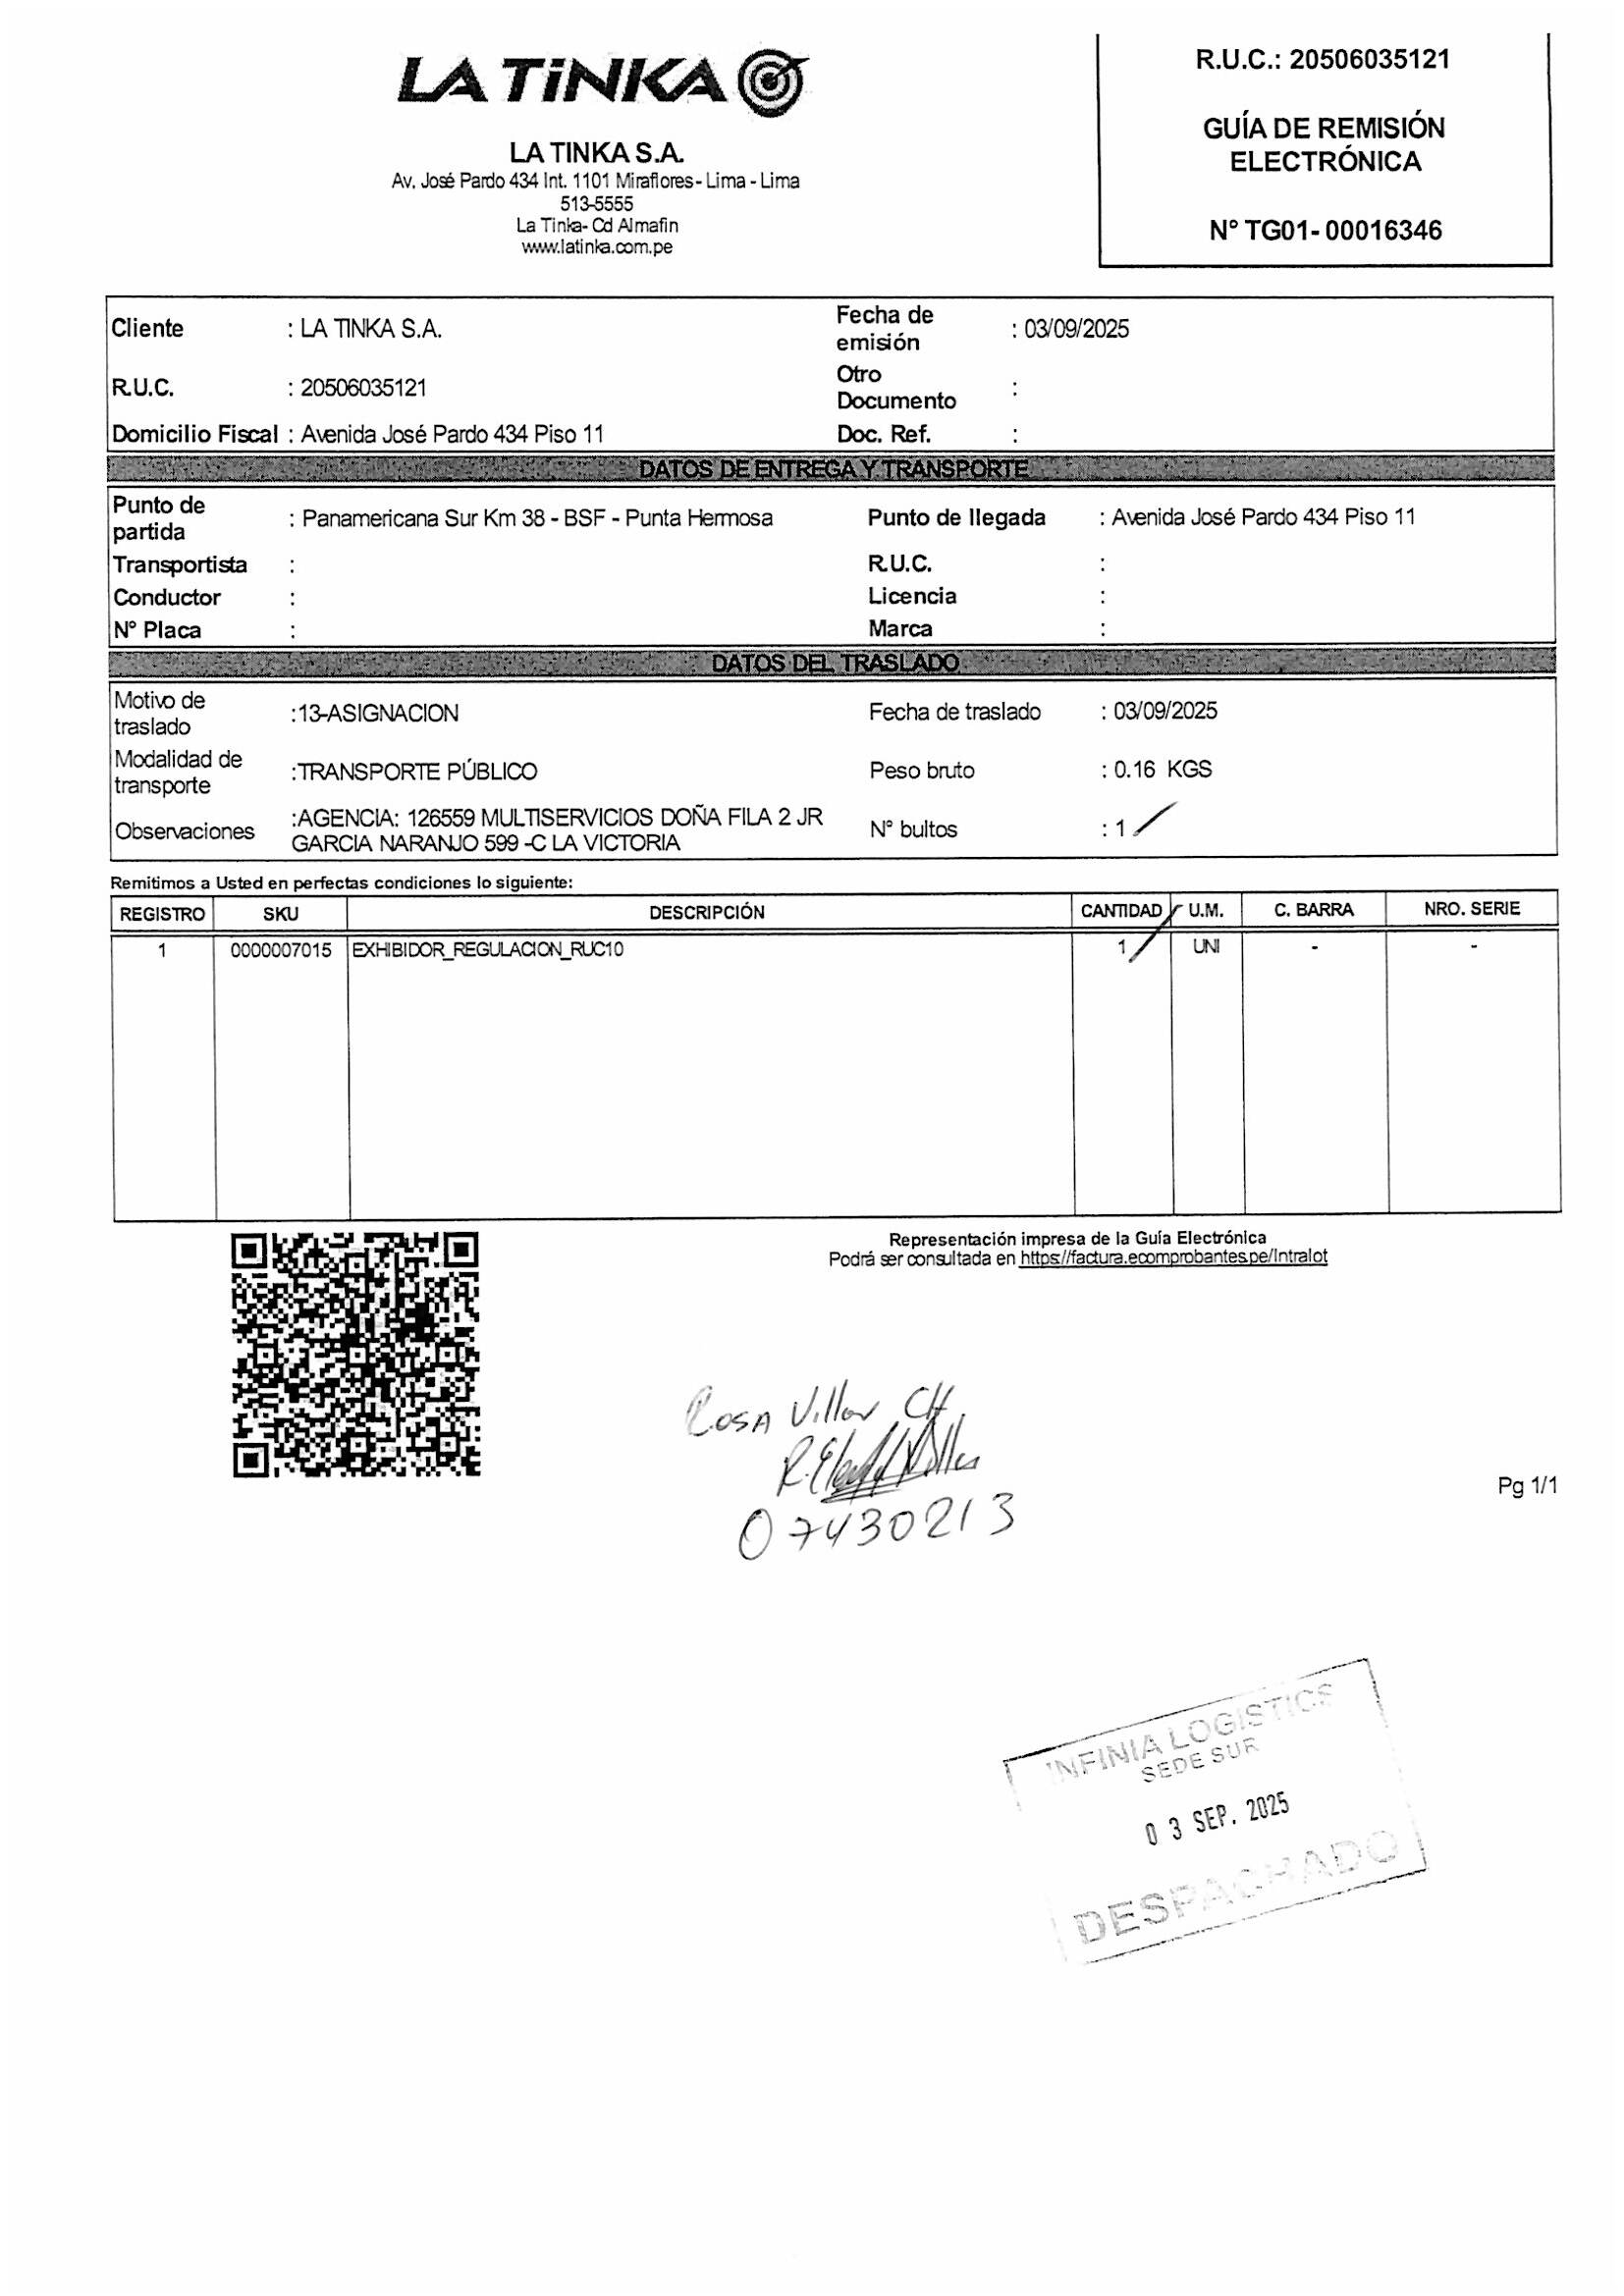 LA TiNKA
R.U.C.: 20506035121
GUÍA DE REMISIÓN
ELECTRÓNICA
N° TG01- 00016346
LA TINKA S.A.
Av. José Pardo 434 Int. 1101 Miraflores - Lima - Lima
513-5555
La Tinka- Cd Almafin
www.latinka.com.pe
Cliente : LA TINKA S.A. Fecha de emisión : 03/09/2025
R.U.C. : 20506035121 Otro Documento :
Domicilio Fiscal : Avenida José Pardo 434 Piso 11 Doc. Ref. :
DATOS DE ENTREGA Y TRANSPORTE
Punto de partida : Panamericana Sur Km 38 - BSF - Punta Hermosa Punto de llegada : Avenida José Pardo 434 Piso 11
Transportista : R.U.C. :
Conductor : Licencia :
N° Placa : Marca :
DATOS DEL TRASLADO
Motivo de traslado :13-ASIGNACION Fecha de traslado : 03/09/2025
Modalidad de transporte :TRANSPORTE PÚBLICO Peso bruto : 0.16 KGS
Observaciones :AGENCIA: 126559 MULTISERVICIOS DOÑA FILA 2 JR
GARCIA NARANJO 599 -C LA VICTORIA N° bultos : 1
Remitimos a Usted en perfectas condiciones lo siguiente:
REGISTRO SKU DESCRIPCIÓN CANTIDAD U.M. C. BARRA NRO. SERIE
1 0000007015 EXHIBIDOR_REGULACION_RUC10 1 UNI - -
Representación impresa de la Guía Electrónica
Podrá ser consultada en https://factura.ecomprobantes.pe/Intralot
Rosa Villar CH.
07430213
Pg 1/1
INFINIA LOGISTICS
SEDE SUR
03 SEP. 2025
DESPACHADO